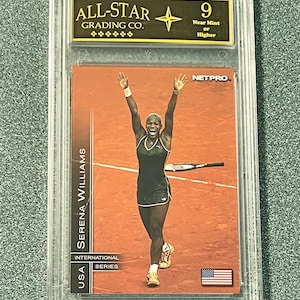 ALL-STAR
GRADING CO.
9
Near Mint
or
Higher
NETPRO
SERENA WILLIAMS
INTERNATIONAL
SERIES
USA